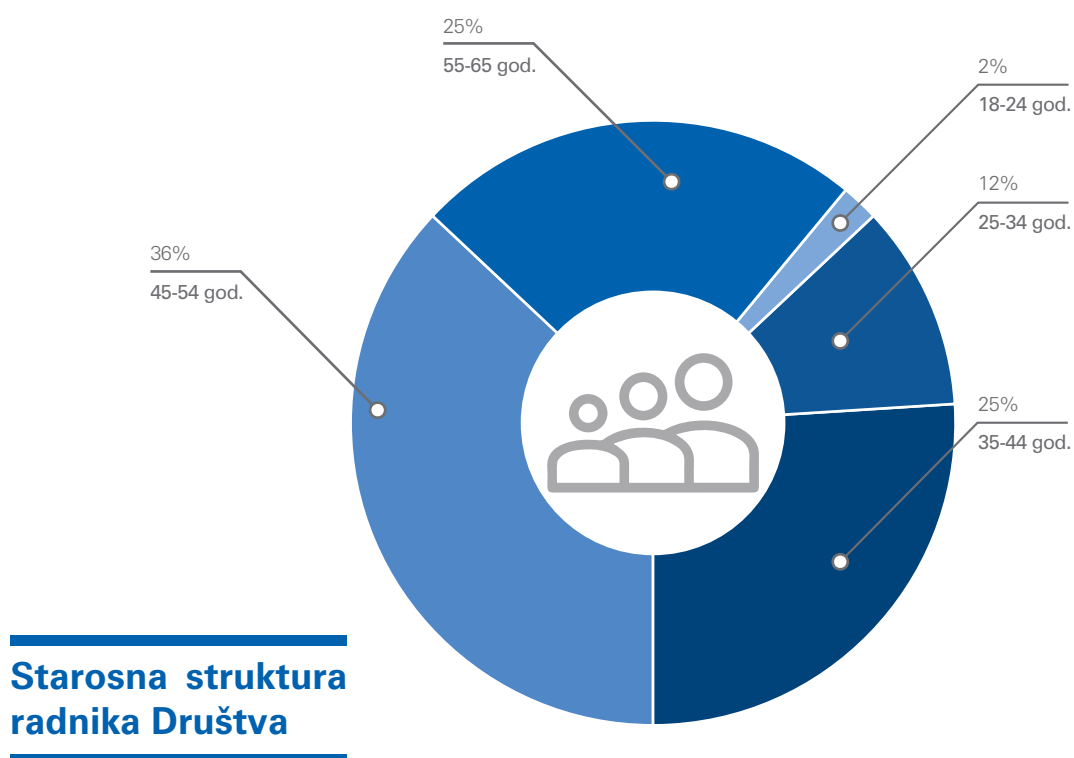 25%
55-65 god.
2%
18-24 god.
12%
25-34 god.
36%
45-54 god.
25%
35-44 god.
Starosna struktura
radnika Društva